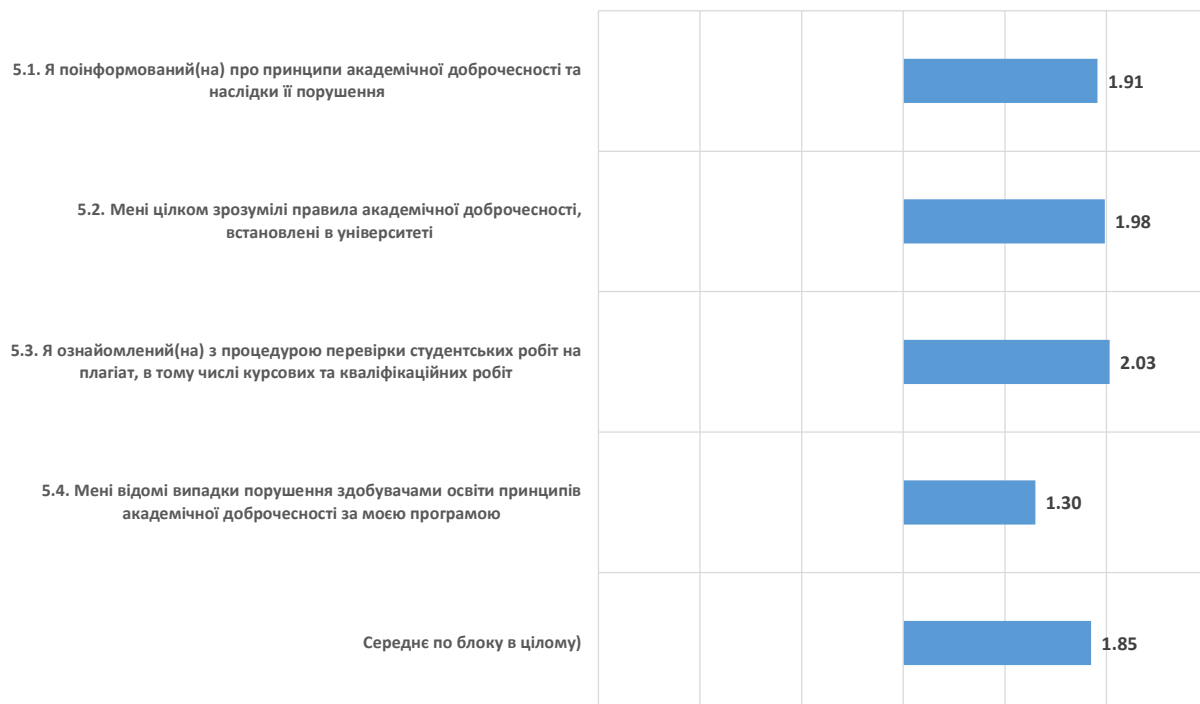 5.1. Я поінформований(на) про принципи академічної доброчесності та
наслідки її порушення
1.91
5.2. Мені цілком зрозумілі правила академічної доброчесності,
встановлені в університеті
1.98
5.3. Я ознайомлений(на) з процедурою перевірки студентських робіт на
плагіат, в тому числі курсових та кваліфікаційних робіт
2.03
5.4. Мені відомі випадки порушення здобувачами освіти принципів
академічної доброчесності за моєю програмою
1.30
Середнє по блоку в цілому)
1.85